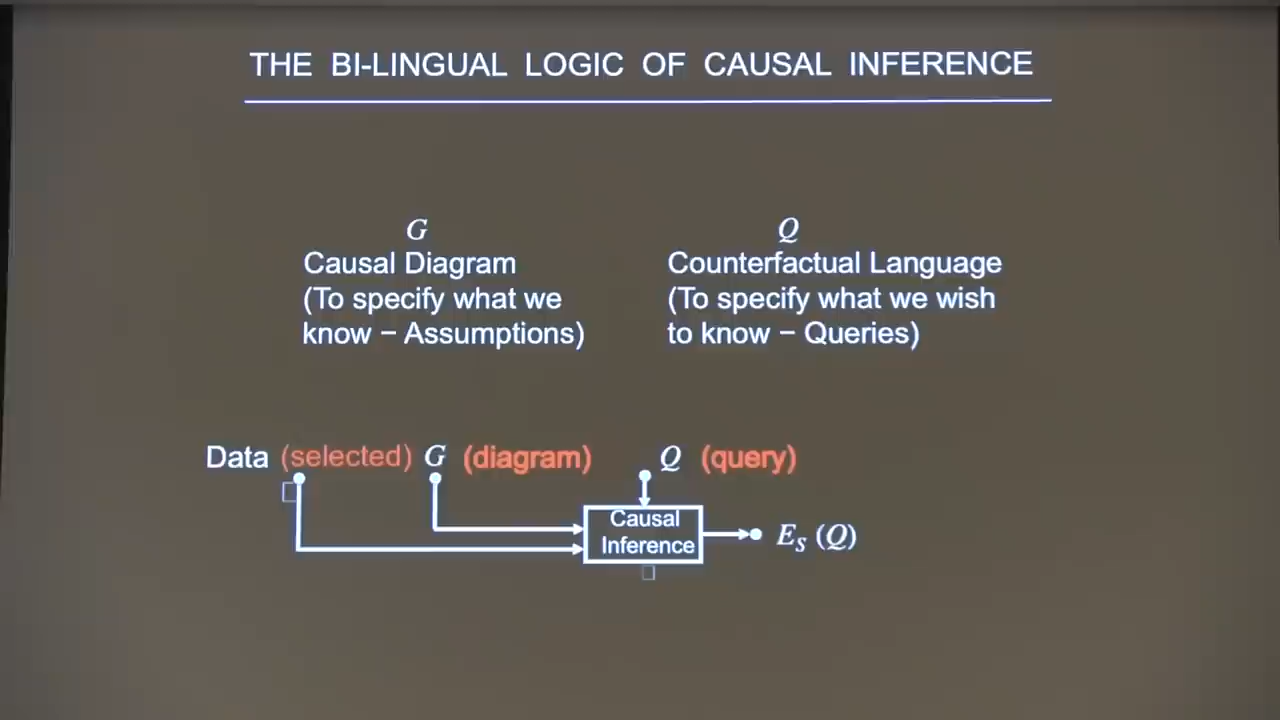 THE BI-LINGUAL LOGIC OF CAUSAL INFERENCE
G
Causal Diagram
(To specify what we
know – Assumptions)
Q
Counterfactual Language
(To specify what we wish
to know – Queries)
Data (selected) G (diagram) Q (query)
Causal
Inference
E_S (Q)